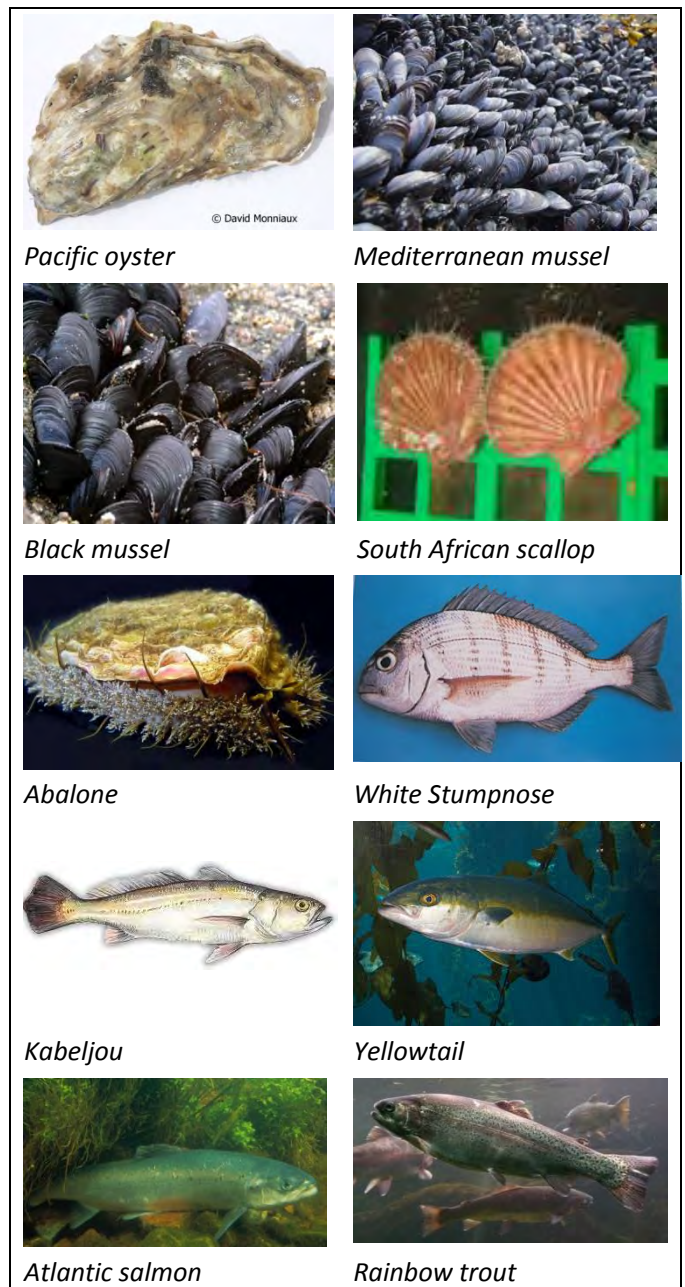 © David Monniaux
Pacific oyster
Mediterranean mussel
Black mussel
South African scallop
Abalone
White Stumpnose
Kabeljou
Yellowtail
Atlantic salmon
Rainbow trout